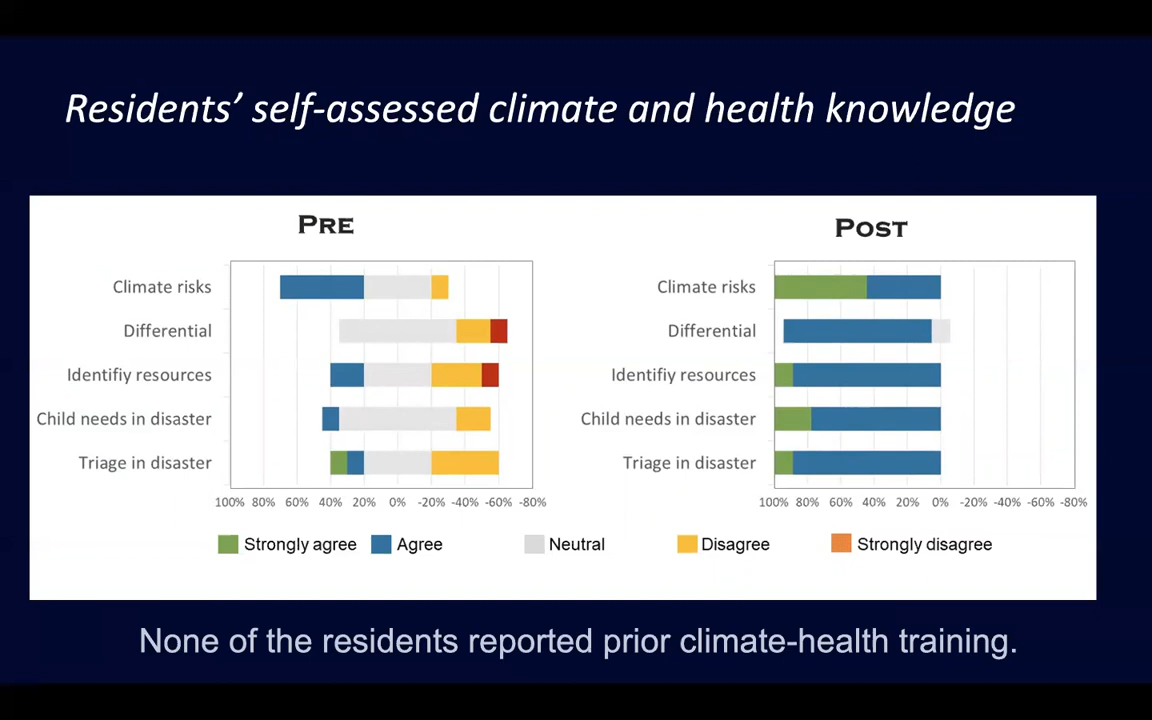 Residents’ self-assessed climate and health knowledge
PRE
Climate risks
Differential
Identifiy resources
Child needs in disaster
Triage in disaster
100% 80% 60% 40% 20% 0% -20% -40% -60% -80%
POST
Climate risks
Differential
Identifiy resources
Child needs in disaster
Triage in disaster
100% 80% 60% 40% 20% 0% -20% -40% -60% -80%
Strongly agree Agree Neutral Disagree Strongly disagree
None of the residents reported prior climate-health training.